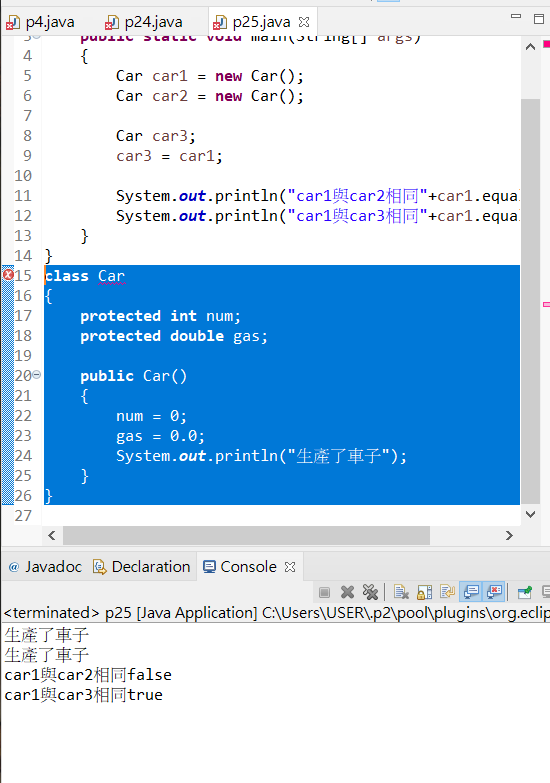 p4.java p24.java p25.java
3 public static void main(String[] args)
4 {
5 Car car1 = new Car();
6 Car car2 = new Car();
7
8 Car car3;
9 car3 = car1;
10
11 System.out.println("car1與car2相同"+car1.equa
12 System.out.println("car1與car3相同"+car1.equa
13 }
14 }
15 class Car
16 {
17 protected int num;
18 protected double gas;
19
20 public Car()
21 {
22 num = 0;
23 gas = 0.0;
24 System.out.println("生產了車子");
25 }
26 }
27
@ Javadoc Declaration Console
<terminated> p25 [Java Application] C:\Users\USER\.p2\pool\plugins\org.eclip
生產了車子
生產了車子
car1與car2相同false
car1與car3相同true